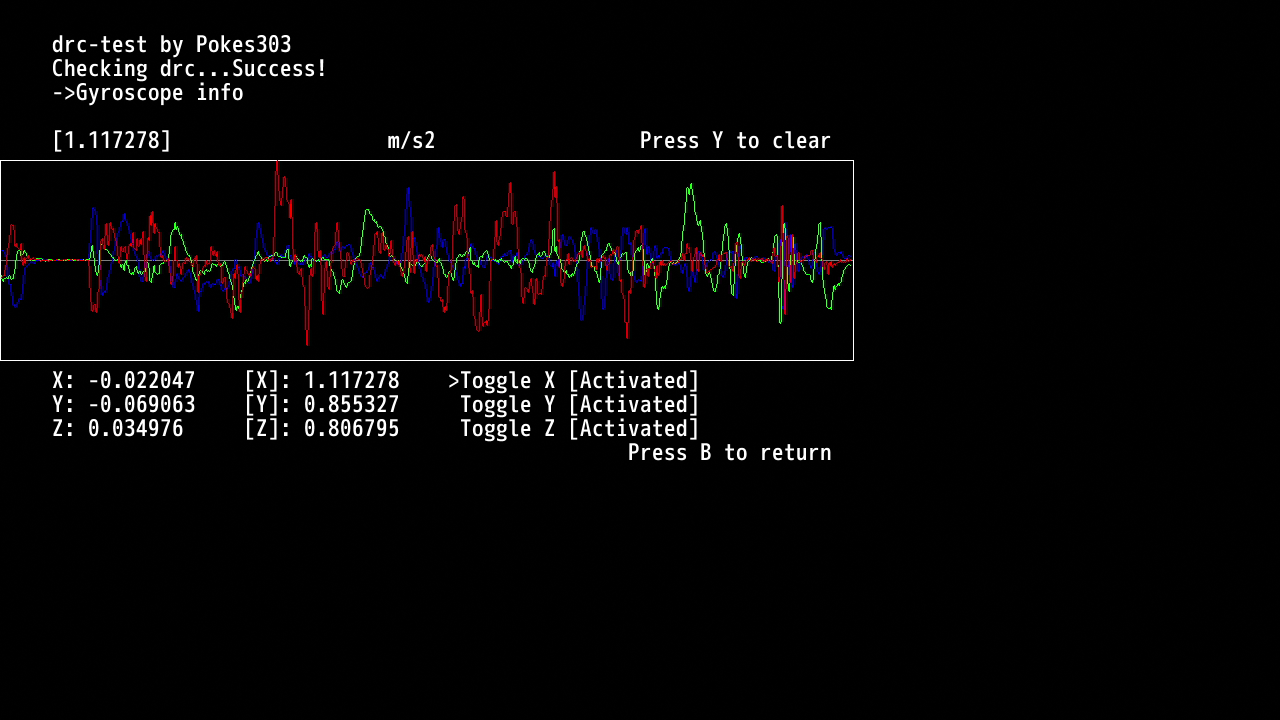 drc-test by Pokes303
Checking drc...Success!
->Gyroscope info
[1.117278] m/s2 Press Y to clear
X: -0.022047 [X]: 1.117278 >Toggle X [Activated]
Y: -0.069063 [Y]: 0.855327 Toggle Y [Activated]
Z: 0.034976 [Z]: 0.806795 Toggle Z [Activated]
Press B to return